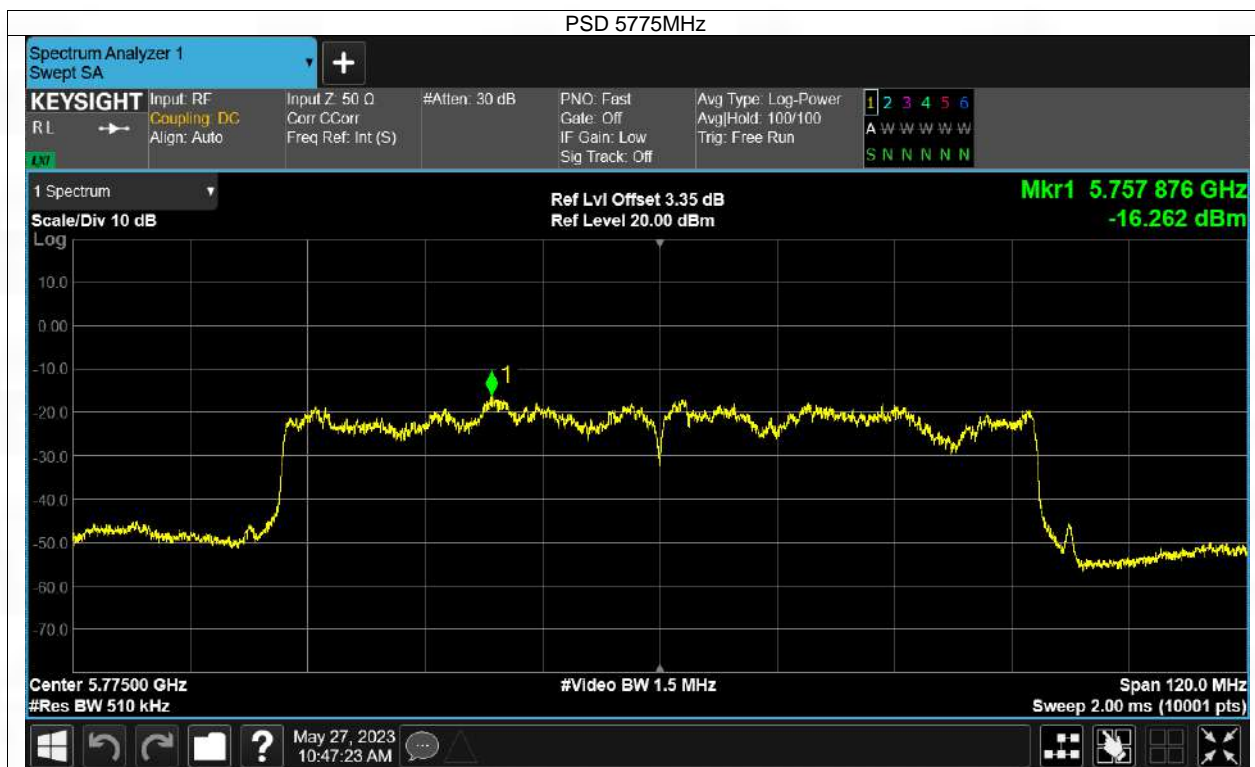 PSD 5775MHz
Spectrum Analyzer 1
Swept SA
+
KEYSIGHT Input: RF Input Z: 50 Ω #Atten: 30 dB PNO: Fast Avg Type: Log-Power 1 2 3 4 5 6
RL Coupling: DC Corr CCorr Gate: Off Avg|Hold: 100/100 A W W W W W
Align: Auto Freq Ref: Int (S) IF Gain: Low Trig: Free Run
LXI Sig Track: Off S N N N N N
1 Spectrum Ref Lvl Offset 3.35 dB Mkr1 5.757 876 GHz
Scale/Div 10 dB Ref Level 20.00 dBm -16.262 dBm
Log
10.0
0.00
-10.0
1
-20.0
-30.0
-40.0
-50.0
-60.0
-70.0
Center 5.77500 GHz #Video BW 1.5 MHz Span 120.0 MHz
#Res BW 510 kHz Sweep 2.00 ms (10001 pts)
? May 27, 2023
10:47:23 AM